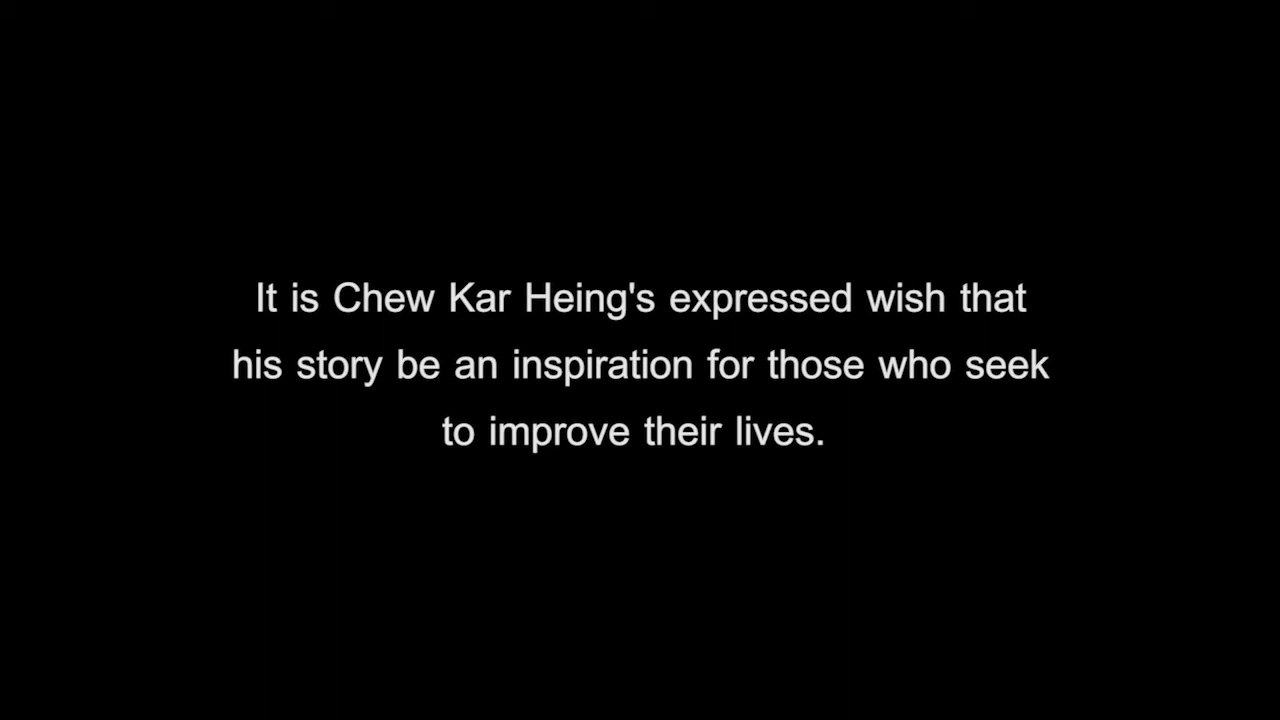 It is Chew Kar Heing's expressed wish that
his story be an inspiration for those who seek
to improve their lives.